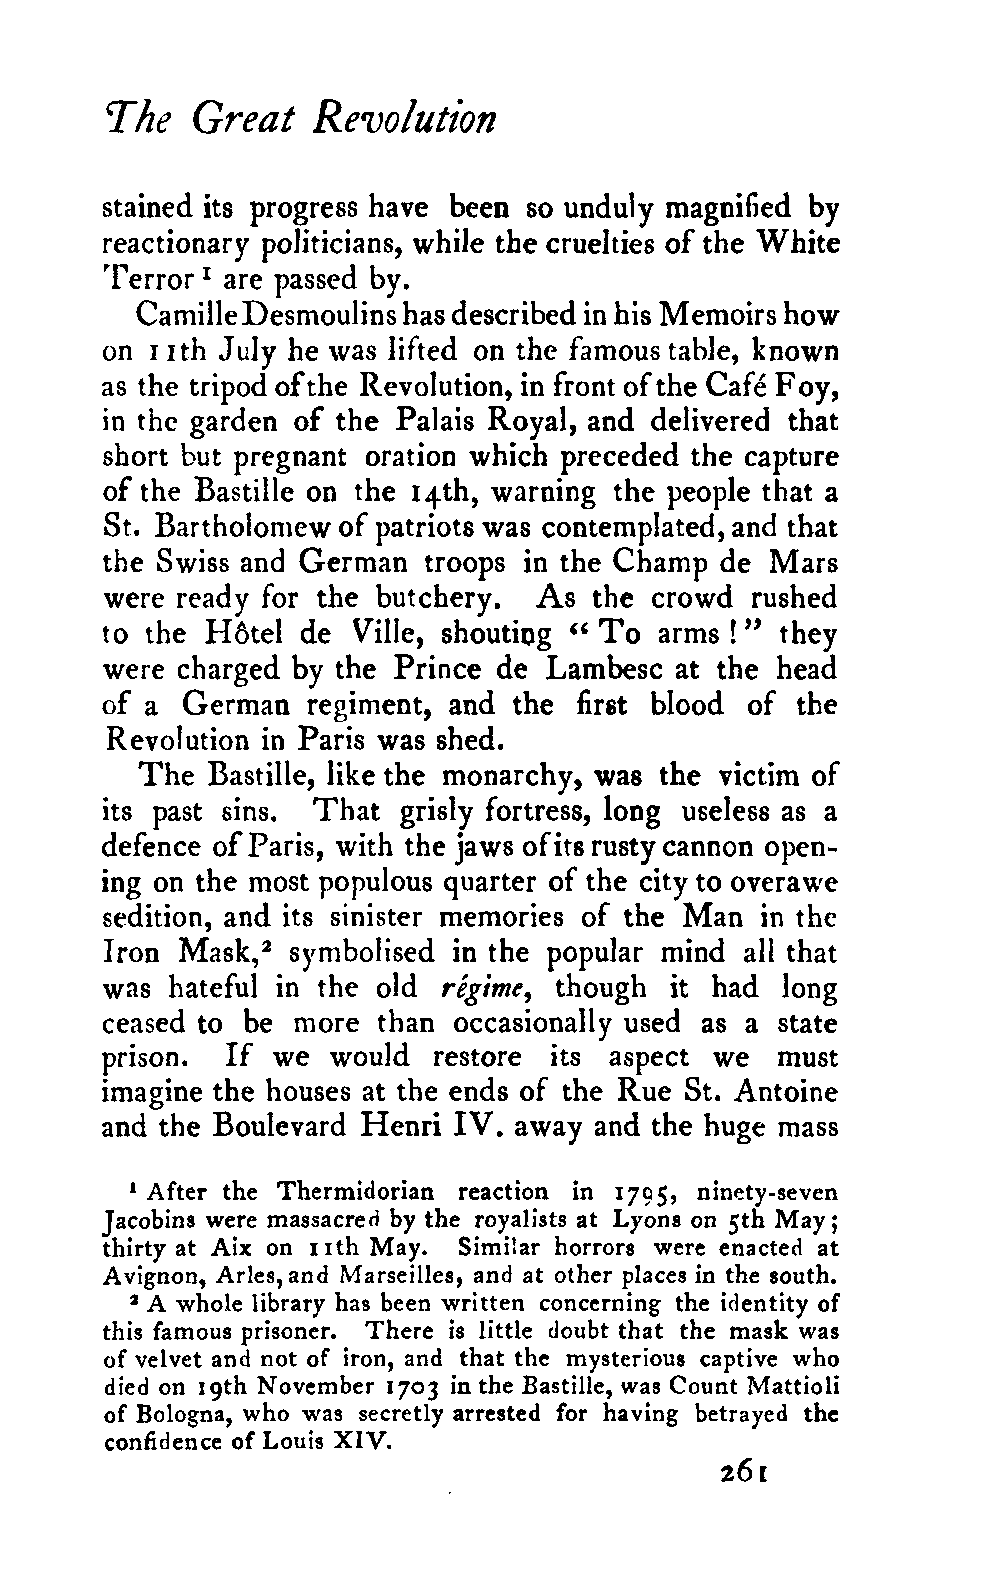 The Great Revolution
stained its progress have been so unduly magnified by
reactionary politicians, while the cruelties of the White
Terror ¹ are passed by.
Camille Desmoulins has described in his Memoirs how
on 11th July he was lifted on the famous table, known
as the tripod of the Revolution, in front of the Café Foy,
in the garden of the Palais Royal, and delivered that
short but pregnant oration which preceded the capture
of the Bastille on the 14th, warning the people that a
St. Bartholomew of patriots was contemplated, and that
the Swiss and German troops in the Champ de Mars
were ready for the butchery. As the crowd rushed
to the Hôtel de Ville, shouting “ To arms ! ” they
were charged by the Prince de Lambesc at the head
of a German regiment, and the first blood of the
Revolution in Paris was shed.
The Bastille, like the monarchy, was the victim of
its past sins. That grisly fortress, long useless as a
defence of Paris, with the jaws of its rusty cannon open-
ing on the most populous quarter of the city to overawe
sedition, and its sinister memories of the Man in the
Iron Mask,² symbolised in the popular mind all that
was hateful in the old régime, though it had long
ceased to be more than occasionally used as a state
prison. If we would restore its aspect we must
imagine the houses at the ends of the Rue St. Antoine
and the Boulevard Henri IV. away and the huge mass
¹ After the Thermidorian reaction in 1795, ninety-seven
Jacobins were massacred by the royalists at Lyons on 5th May;
thirty at Aix on 11th May. Similar horrors were enacted at
Avignon, Arles, and Marseilles, and at other places in the south.
² A whole library has been written concerning the identity of
this famous prisoner. There is little doubt that the mask was
of velvet and not of iron, and that the mysterious captive who
died on 19th November 1703 in the Bastille, was Count Mattioli
of Bologna, who was secretly arrested for having betrayed the
confidence of Louis XIV.
261